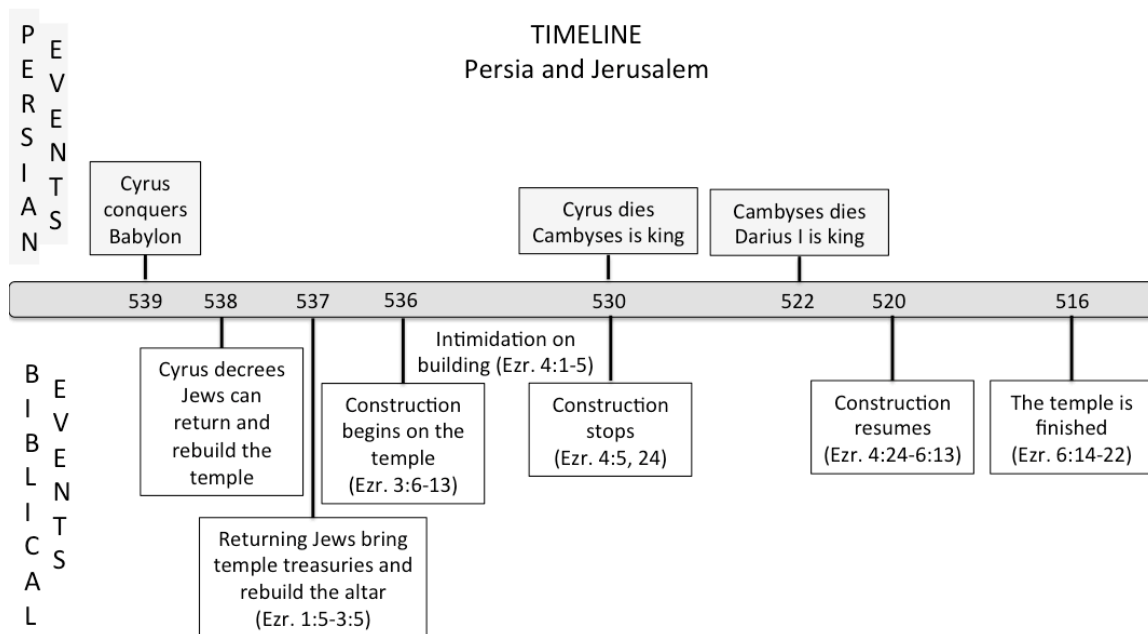 TIMELINE
Persia and Jerusalem
PERSIAN
EVENTS
Cyrus
conquers
Babylon
Cyrus dies
Cambyses is king
Cambyses dies
Darius I is king
539 538 537 536 530 522 520 516
Intimidation on
building (Ezr. 4:1-5)
BIBLICAL
EVENTS
Cyrus decrees
Jews can
return and
rebuild the
temple
Returning Jews bring
temple treasuries and
rebuild the altar
(Ezr. 1:5-3:5)
Construction
begins on the
temple
(Ezr. 3:6-13)
Construction
stops
(Ezr. 4:5, 24)
Construction
resumes
(Ezr. 4:24-6:13)
The temple is
finished
(Ezr. 6:14-22)